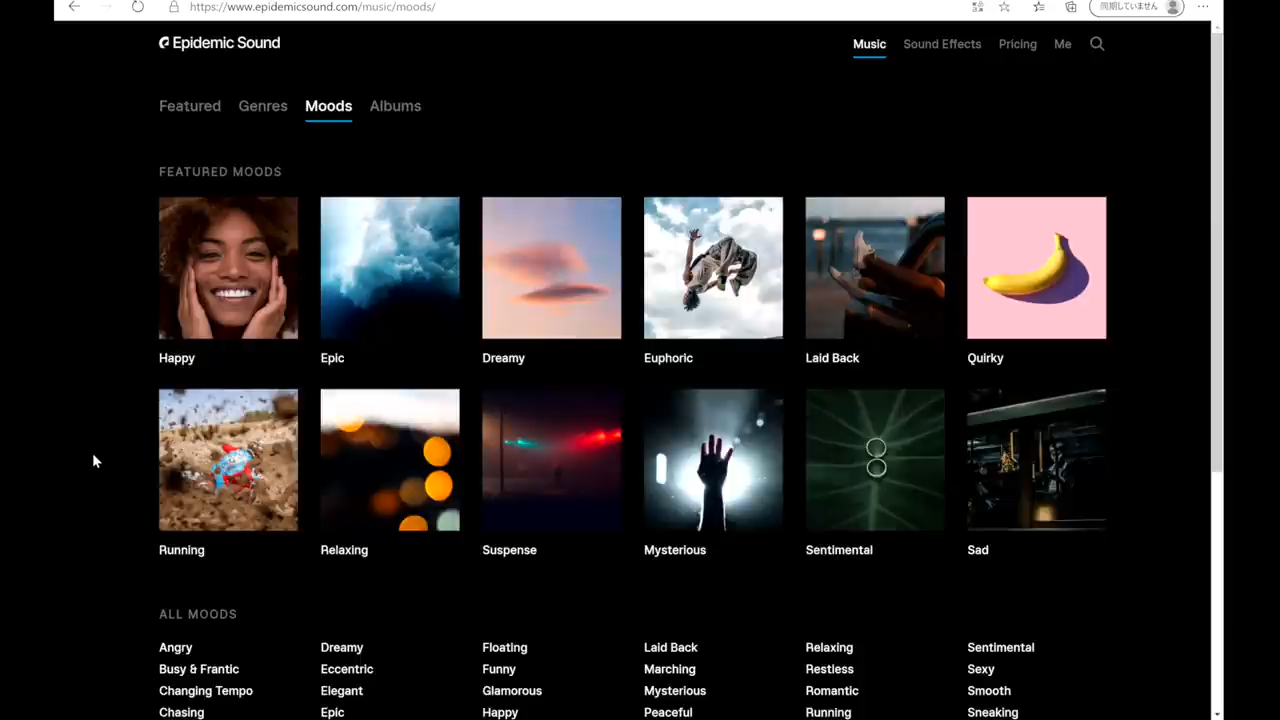 https://www.epidemicsound.com/music/moods/
同期していません
Epidemic Sound
Music Sound Effects Pricing Me
Featured Genres Moods Albums
FEATURED MOODS
Happy Epic Dreamy Euphoric Laid Back Quirky
Running Relaxing Suspense Mysterious Sentimental Sad
ALL MOODS
Angry Dreamy Floating Laid Back Relaxing Sentimental
Busy & Frantic Eccentric Funny Marching Restless Sexy
Changing Tempo Elegant Glamorous Mysterious Romantic Smooth
Chasing Epic Happy Peaceful Running Sneaking